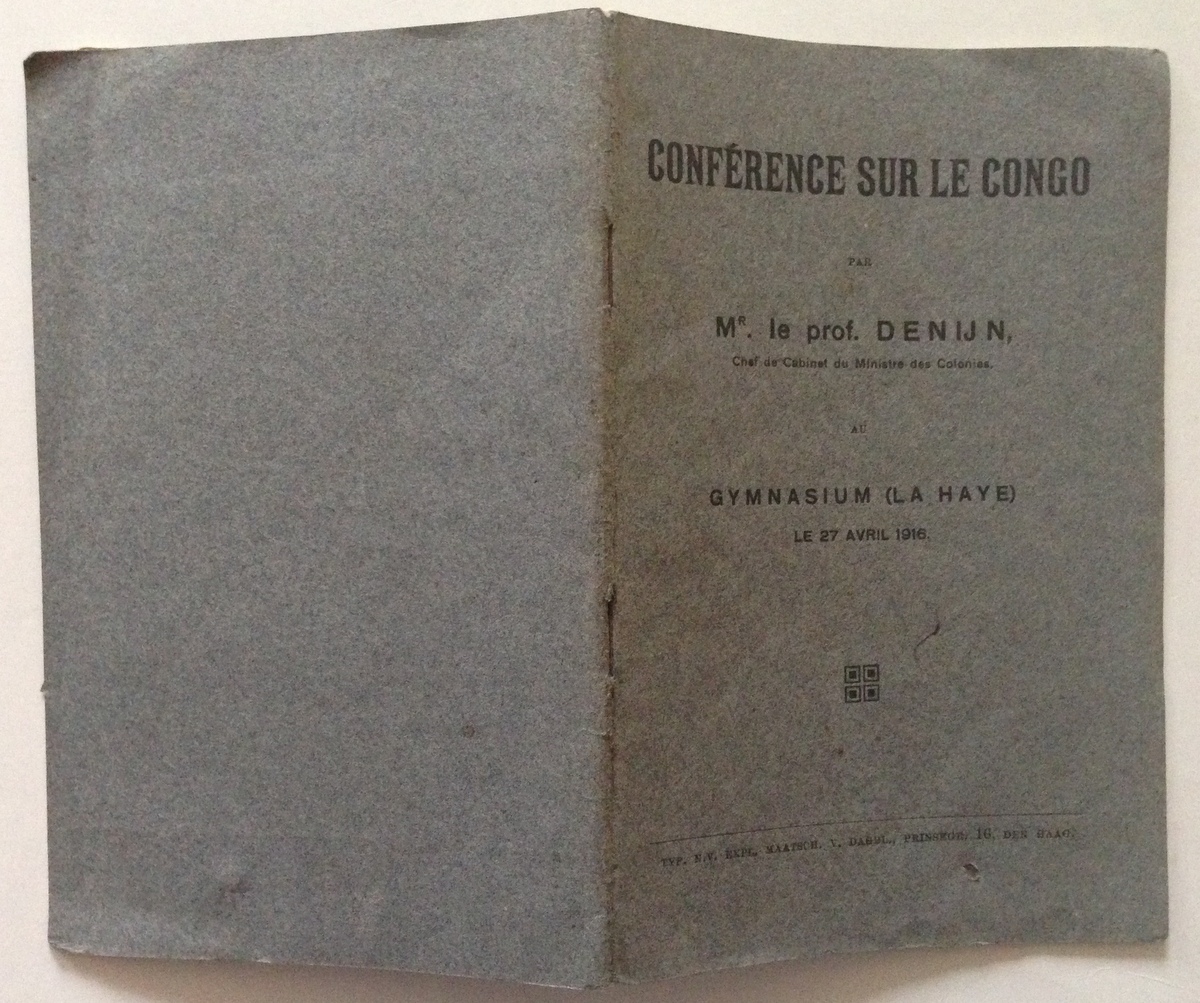 CONFÉRENCE SUR LE CONGO
PAR
MR. le prof. DENIJN,
Chef de Cabinet du Ministre des Colonies.
AU
GYMNASIUM (LA HAYE)
LE 27 AVRIL 1916.
TYP. N.V. EXPL. MAATSCH. V. DAGBL., PRINSEGR. 16, DEN HAAG.